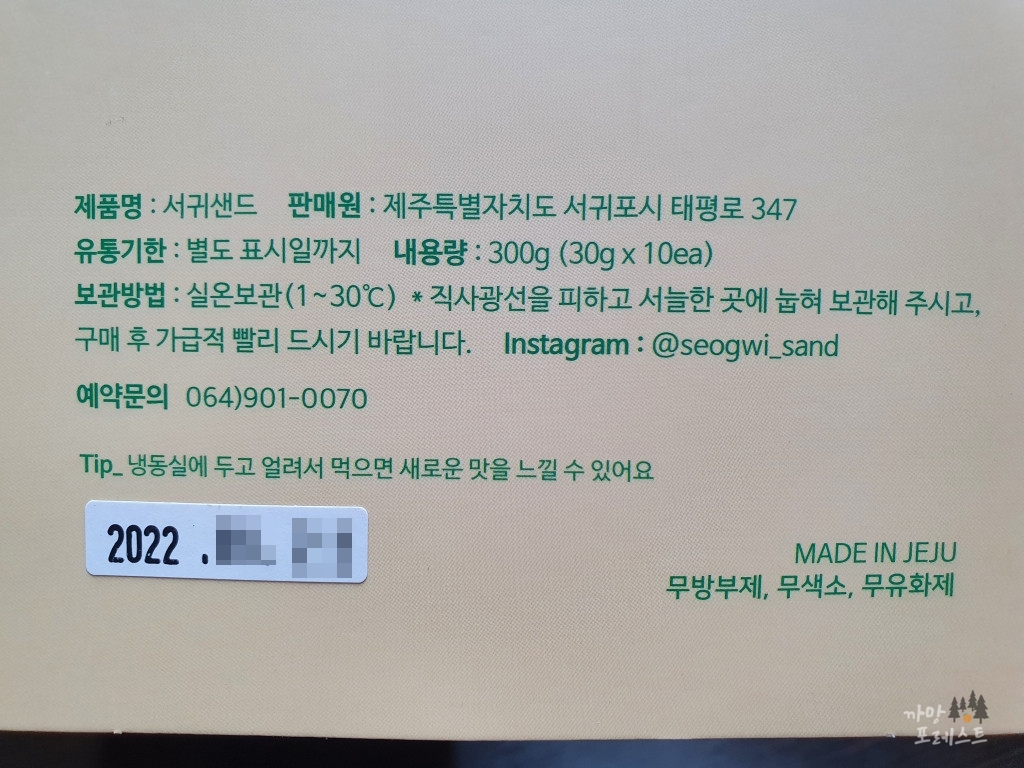 제품명 : 서귀샌드 판매원 : 제주특별자치도 서귀포시 태평로 347
유통기한 : 별도 표시일까지 내용량 : 300g (30g x 10ea)
보관방법 : 실온보관(1~30℃) * 직사광선을 피하고 서늘한 곳에 눕혀 보관해 주시고,
구매 후 가급적 빨리 드시기 바랍니다. Instagram : @seogwi_sand
예약문의 064)901-0070
Tip_ 냉동실에 두고 얼려서 먹으면 새로운 맛을 느낄 수 있어요
2022 .
MADE IN JEJU
무방부제, 무색소, 무유화제
까망
포레스트